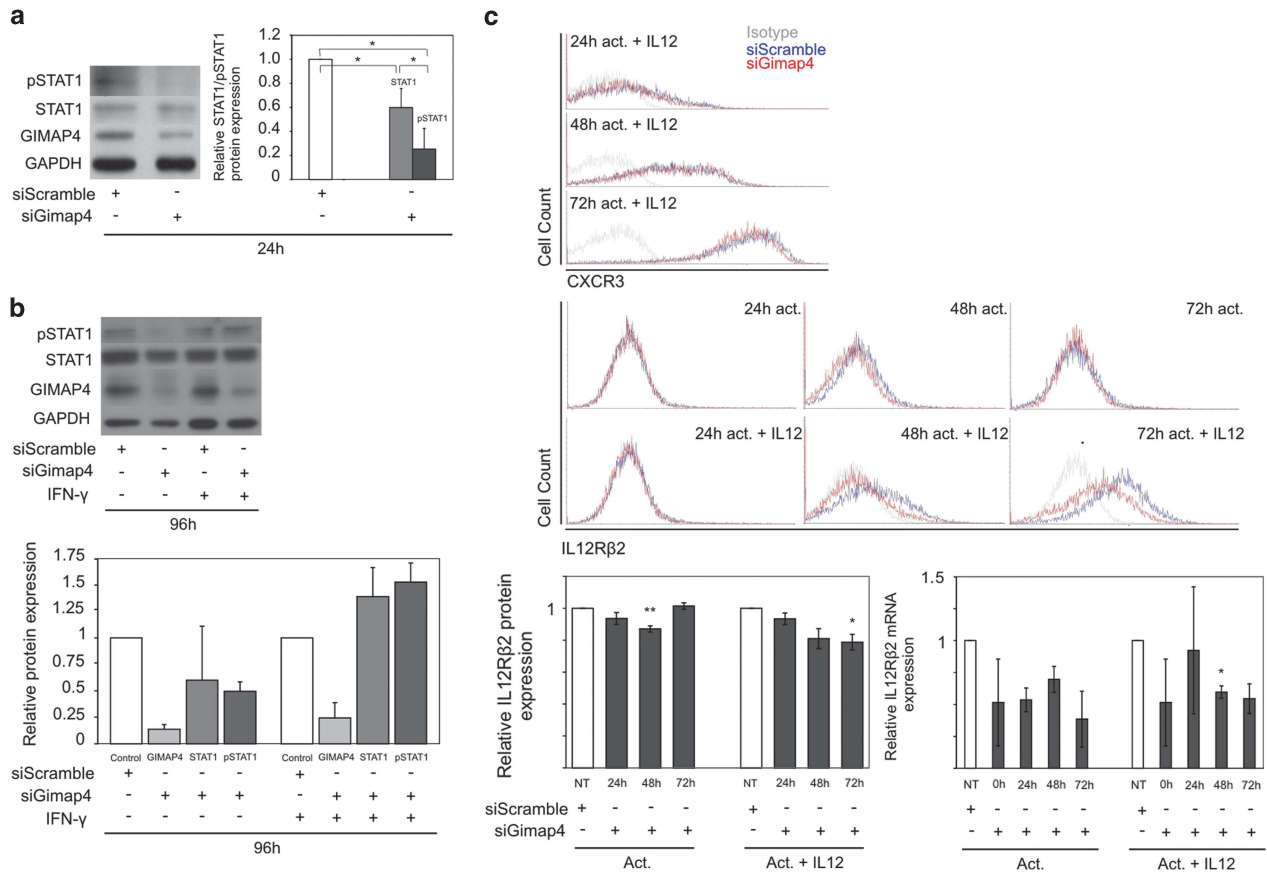 a
pSTAT1
STAT1
GIMAP4
GAPDH
siScramble + -
siGimap4 - +
Relative STAT1/pSTAT1
protein expression
1.2
1.0
0.8
0.6
0.4
0.2
0
*
* *
STAT1
pSTAT1
+ -
- +
24h
b
pSTAT1
STAT1
GIMAP4
GAPDH
siScramble + - + -
siGimap4 - + - +
IFN-γ - - + +
96h
Relative protein expression
1.75
1.5
1.25
1
0.75
0.5
0.25
0
Control GIMAP4 STAT1 pSTAT1 Control GIMAP4 STAT1 pSTAT1
siScramble + - - - + - - -
siGimap4 - + + + - + + +
IFN-γ - - - - + + + +
96h
c
Isotype
siScramble
siGimap4
24h act. + IL12
48h act. + IL12
72h act. + IL12
Cell Count
CXCR3
24h act. 48h act. 72h act.
24h act. + IL12 48h act. + IL12 72h act. + IL12
Cell Count
IL12Rβ2
Relative IL12Rβ2 protein
expression
1
** *
NT 24h 48h 72h NT 24h 48h 72h
siScramble + - - - + - - -
siGimap4 - + + + - + + +
Act. Act. + IL12
Relative IL12Rβ2 mRNA
expression
1.5
1
*
NT 0h 24h 48h 72h NT 0h 24h 48h 72h
+ - - - - + - - - -
- + + + + - + + + +
Act. Act. + IL12